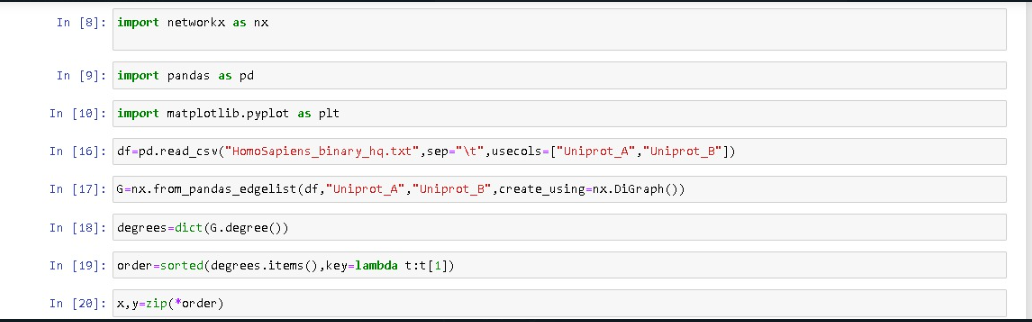 In [8]: import networkx as nx
In [9]: import pandas as pd
In [10]: import matplotlib.pyplot as plt
In [16]: df=pd.read_csv("HomoSapiens_binary_hq.txt",sep="\t",usecols=["Uniprot_A","Uniprot_B"])
In [17]: G=nx.from_pandas_edgelist(df,"Uniprot_A","Uniprot_B",create_using=nx.DiGraph())
In [18]: degrees=dict(G.degree())
In [19]: order=sorted(degrees.items(),key=lambda t:t[1])
In [20]: x,y=zip(*order)